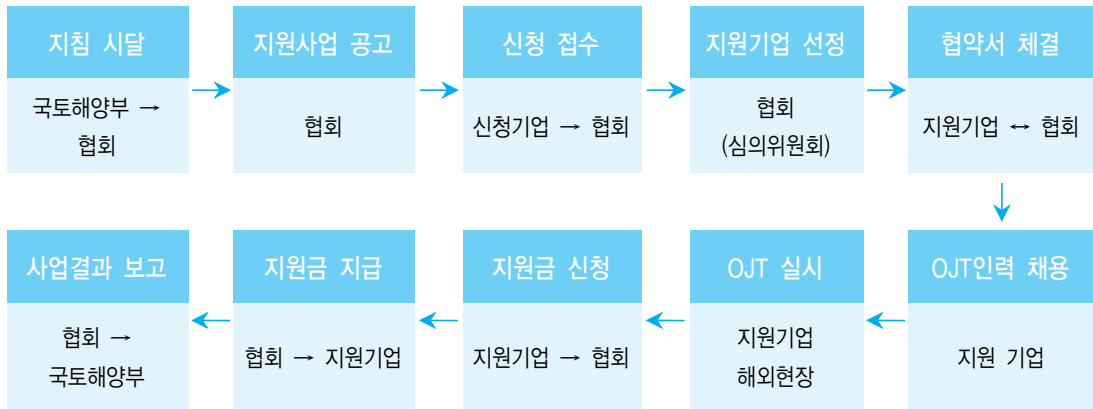 지침 시달
국토해양부 →
협회
지원사업 공고
협회
신청 접수
신청기업 → 협회
지원기업 선정
협회
(심의위원회)
협약서 체결
지원기업 ↔ 협회
OJT인력 채용
지원 기업
OJT 실시
지원기업
해외현장
지원금 신청
지원기업 → 협회
지원금 지급
협회 → 지원기업
사업결과 보고
협회 →
국토해양부